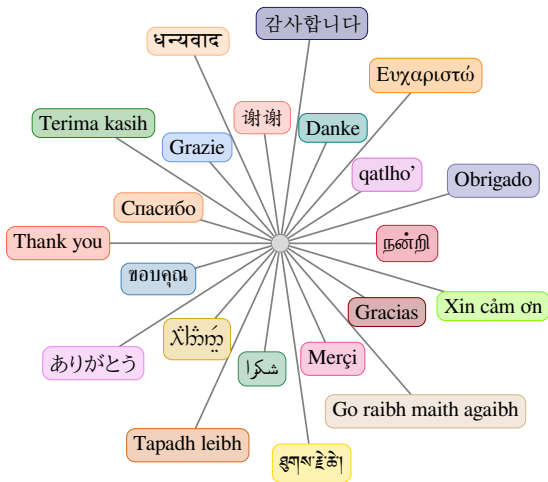 감사합니다
धन्यवाद
Ευχαριστώ
谢谢
Terima kasih
Danke
Grazie
qatlho’
Obrigado
Спасибо
Thank you
நன்றி
ขอบคุณ
Xin cảm ơn
Gracias
ありがとう
شكرا
Merçi
Go raibh maith agaibh
Tapadh leibh
ཐུགས་རྗེ་ཆེ་།